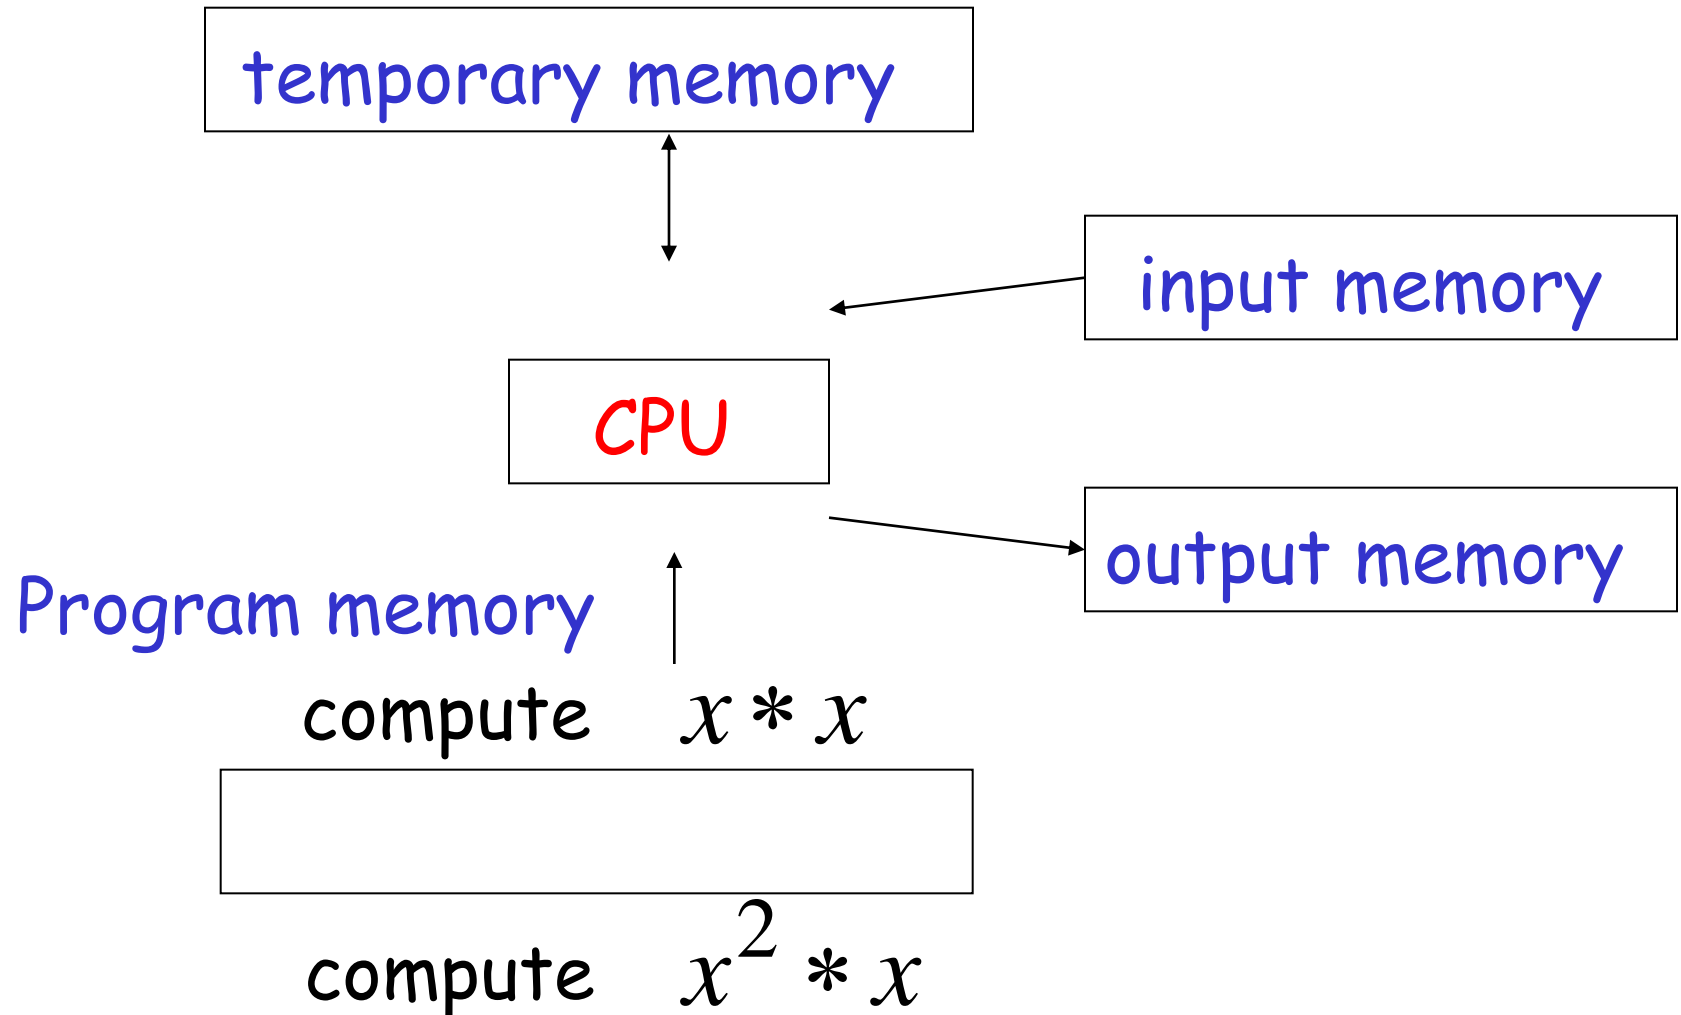 temporary memory
input memory
CPU
output memory
Program memory
compute x * x
compute x² * x